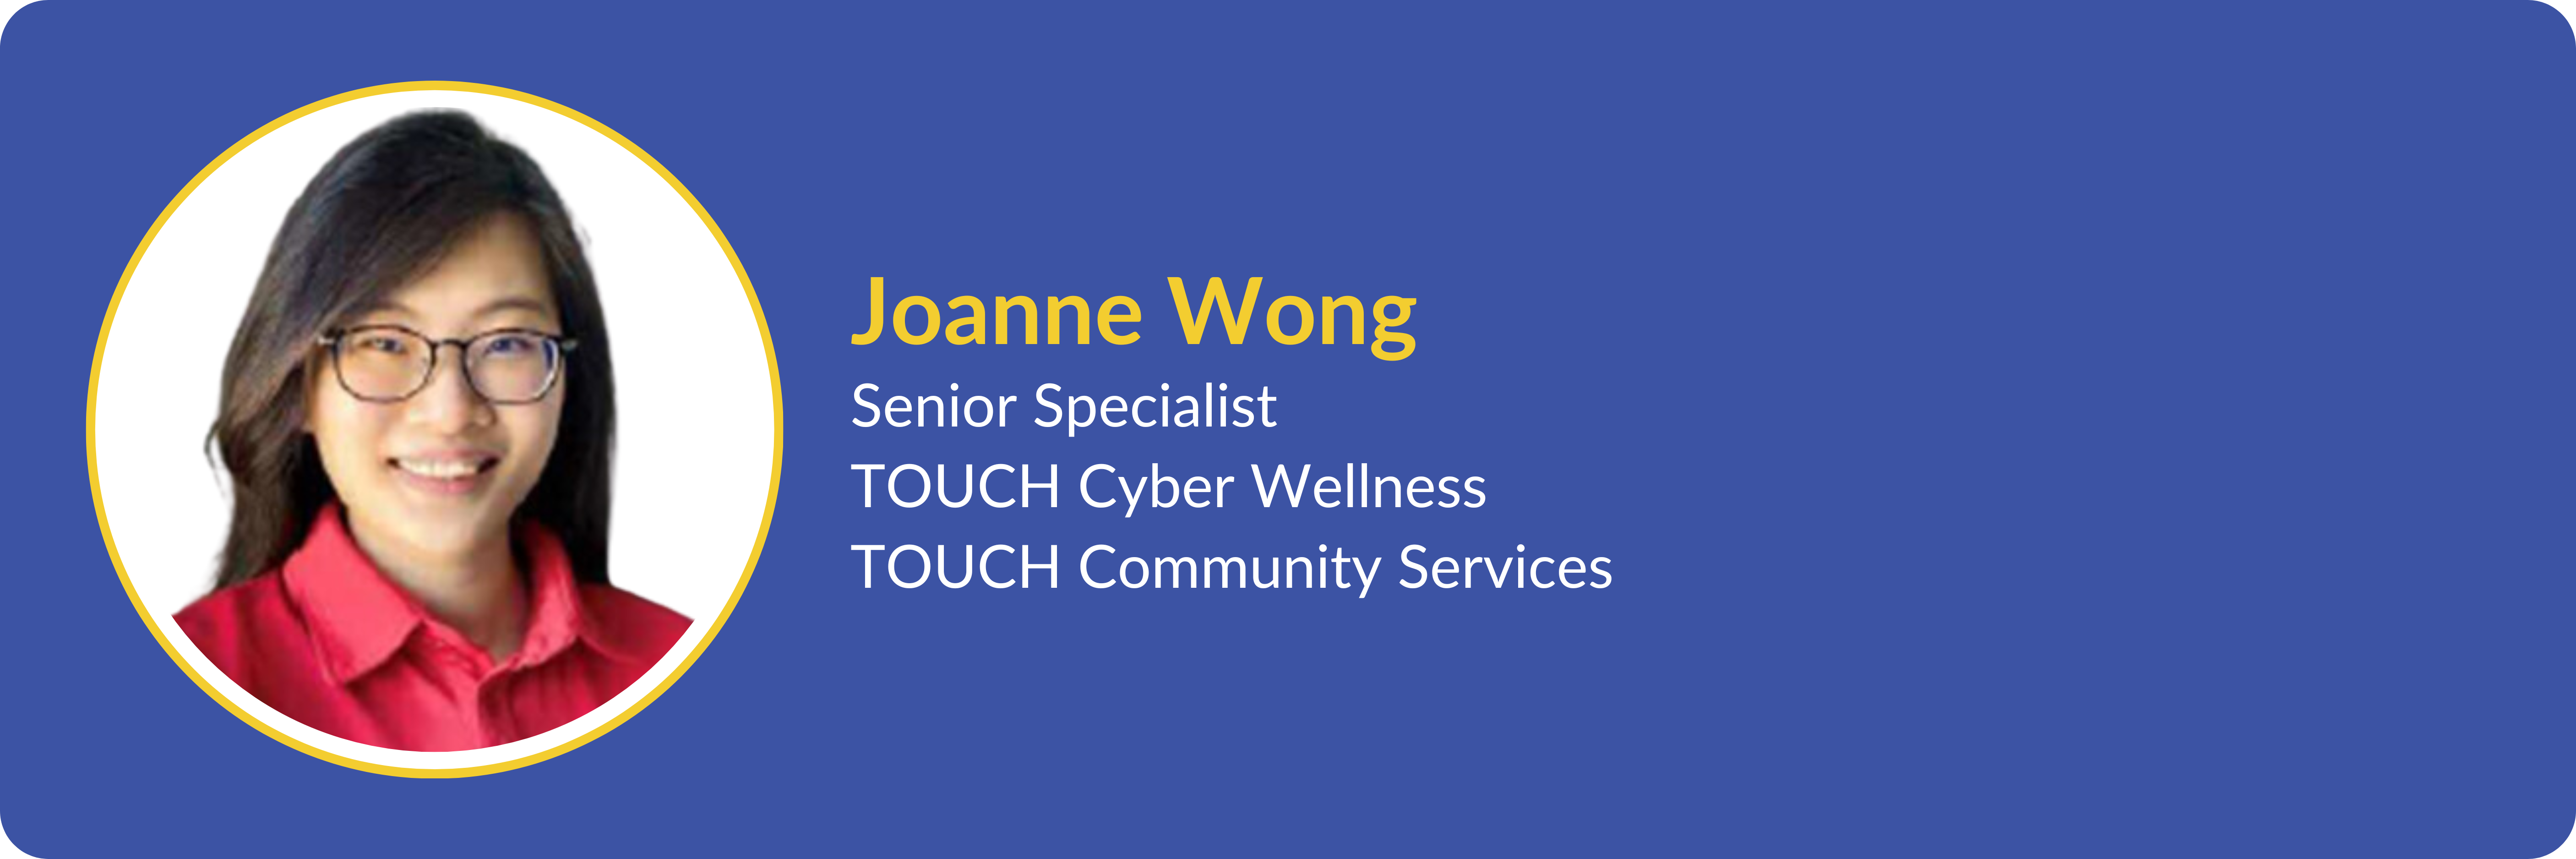 Joanne Wong
Senior Specialist
TOUCH Cyber Wellness
TOUCH Community Services